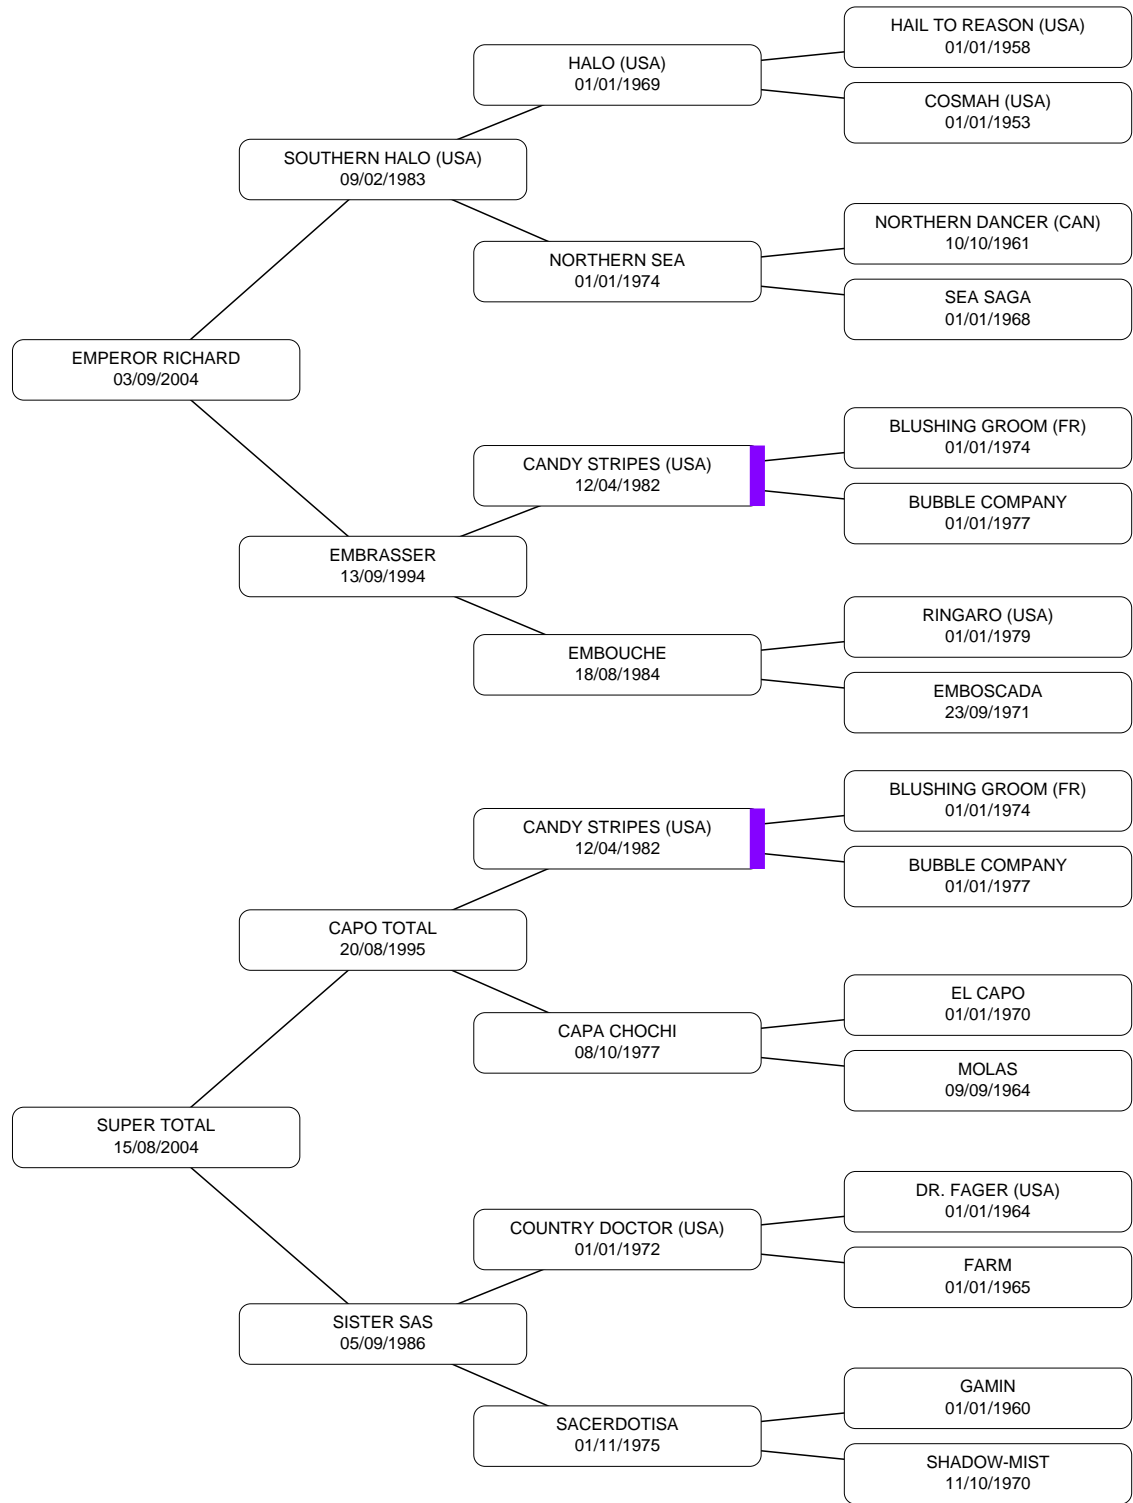 HAIL TO REASON (USA)
01/01/1958
HALO (USA)
01/01/1969
COSMAH (USA)
01/01/1953
SOUTHERN HALO (USA)
09/02/1983
NORTHERN DANCER (CAN)
10/10/1961
NORTHERN SEA
01/01/1974
SEA SAGA
01/01/1968
EMPEROR RICHARD
03/09/2004
BLUSHING GROOM (FR)
01/01/1974
CANDY STRIPES (USA)
12/04/1982
BUBBLE COMPANY
01/01/1977
EMBRASSER
13/09/1994
RINGARO (USA)
01/01/1979
EMBOUCHE
18/08/1984
EMBOSCADA
23/09/1971
BLUSHING GROOM (FR)
01/01/1974
CANDY STRIPES (USA)
12/04/1982
BUBBLE COMPANY
01/01/1977
CAPO TOTAL
20/08/1995
EL CAPO
01/01/1970
CAPA CHOCHI
08/10/1977
MOLAS
09/09/1964
SUPER TOTAL
15/08/2004
DR. FAGER (USA)
01/01/1964
COUNTRY DOCTOR (USA)
01/01/1972
FARM
01/01/1965
SISTER SAS
05/09/1986
GAMIN
01/01/1960
SACERDOTISA
01/11/1975
SHADOW-MIST
11/10/1970